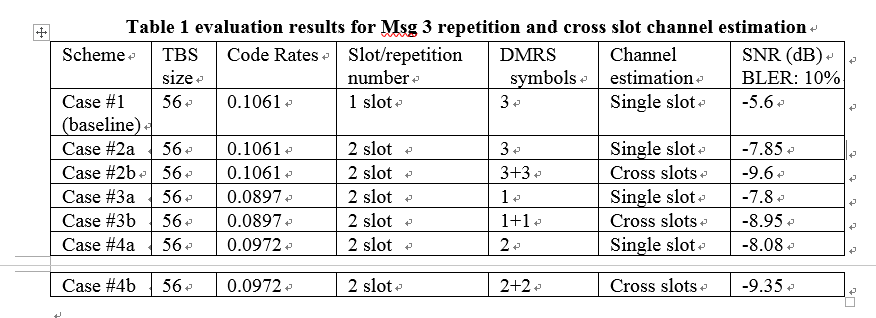 Table 1 evaluation results for Msg 3 repetition and cross slot channel estimation
Scheme TBS size Code Rates Slot/repetition number DMRS symbols Channel estimation SNR (dB) BLER: 10%
Case #1 (baseline) 56 0.1061 1 slot 3 Single slot -5.6
Case #2a 56 0.1061 2 slot 3 Single slot -7.85
Case #2b 56 0.1061 2 slot 3+3 Cross slots -9.6
Case #3a 56 0.0897 2 slot 1 Single slot -7.8
Case #3b 56 0.0897 2 slot 1+1 Cross slots -8.95
Case #4a 56 0.0972 2 slot 2 Single slot -8.08
Case #4b 56 0.0972 2 slot 2+2 Cross slots -9.35